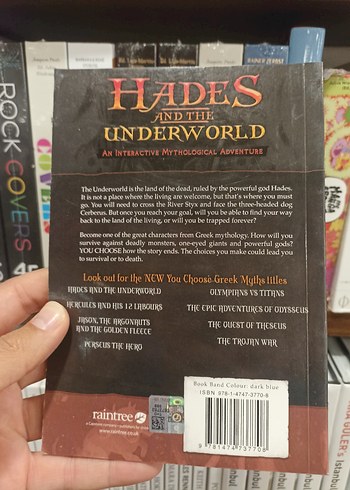 HADES
AND THE
UNDERWORLD
AN INTERACTIVE MYTHOLOGICAL ADVENTURE
The Underworld is the land of the dead, ruled by the powerful god Hades.
It is not a place where the living are welcome, but that's where you must
go. You will need to cross the River Styx and face the three-headed dog
Cerberus. But once you reach your goal, will you be able to find your way
back to the land of the living, or will you be trapped forever?
Become one of the great characters from Greek mythology. How will you
survive against deadly monsters, one-eyed giants and powerful gods?
YOU CHOOSE how the story ends. The choices you make could lead you
to survival or to death.
Look out for the NEW You Choose: Greek Myths titles
HADES AND THE UNDERWORLD
OLYMPIANS VS TITANS
HERCULES AND HIS 12 LABOURS
THE EPIC ADVENTURES OF ODYSSEUS
JASON, THE ARGONAUTS
AND THE GOLDEN FLEECE
THE QUEST OF THESEUS
PERSEUS THE HERO
THE TROJAN WAR
Book Band Colour: dark blue
ISBN 978-1-4747-3770-8
9 781474 737708
raintree
www.raintree.co.uk
ROCK COVERS